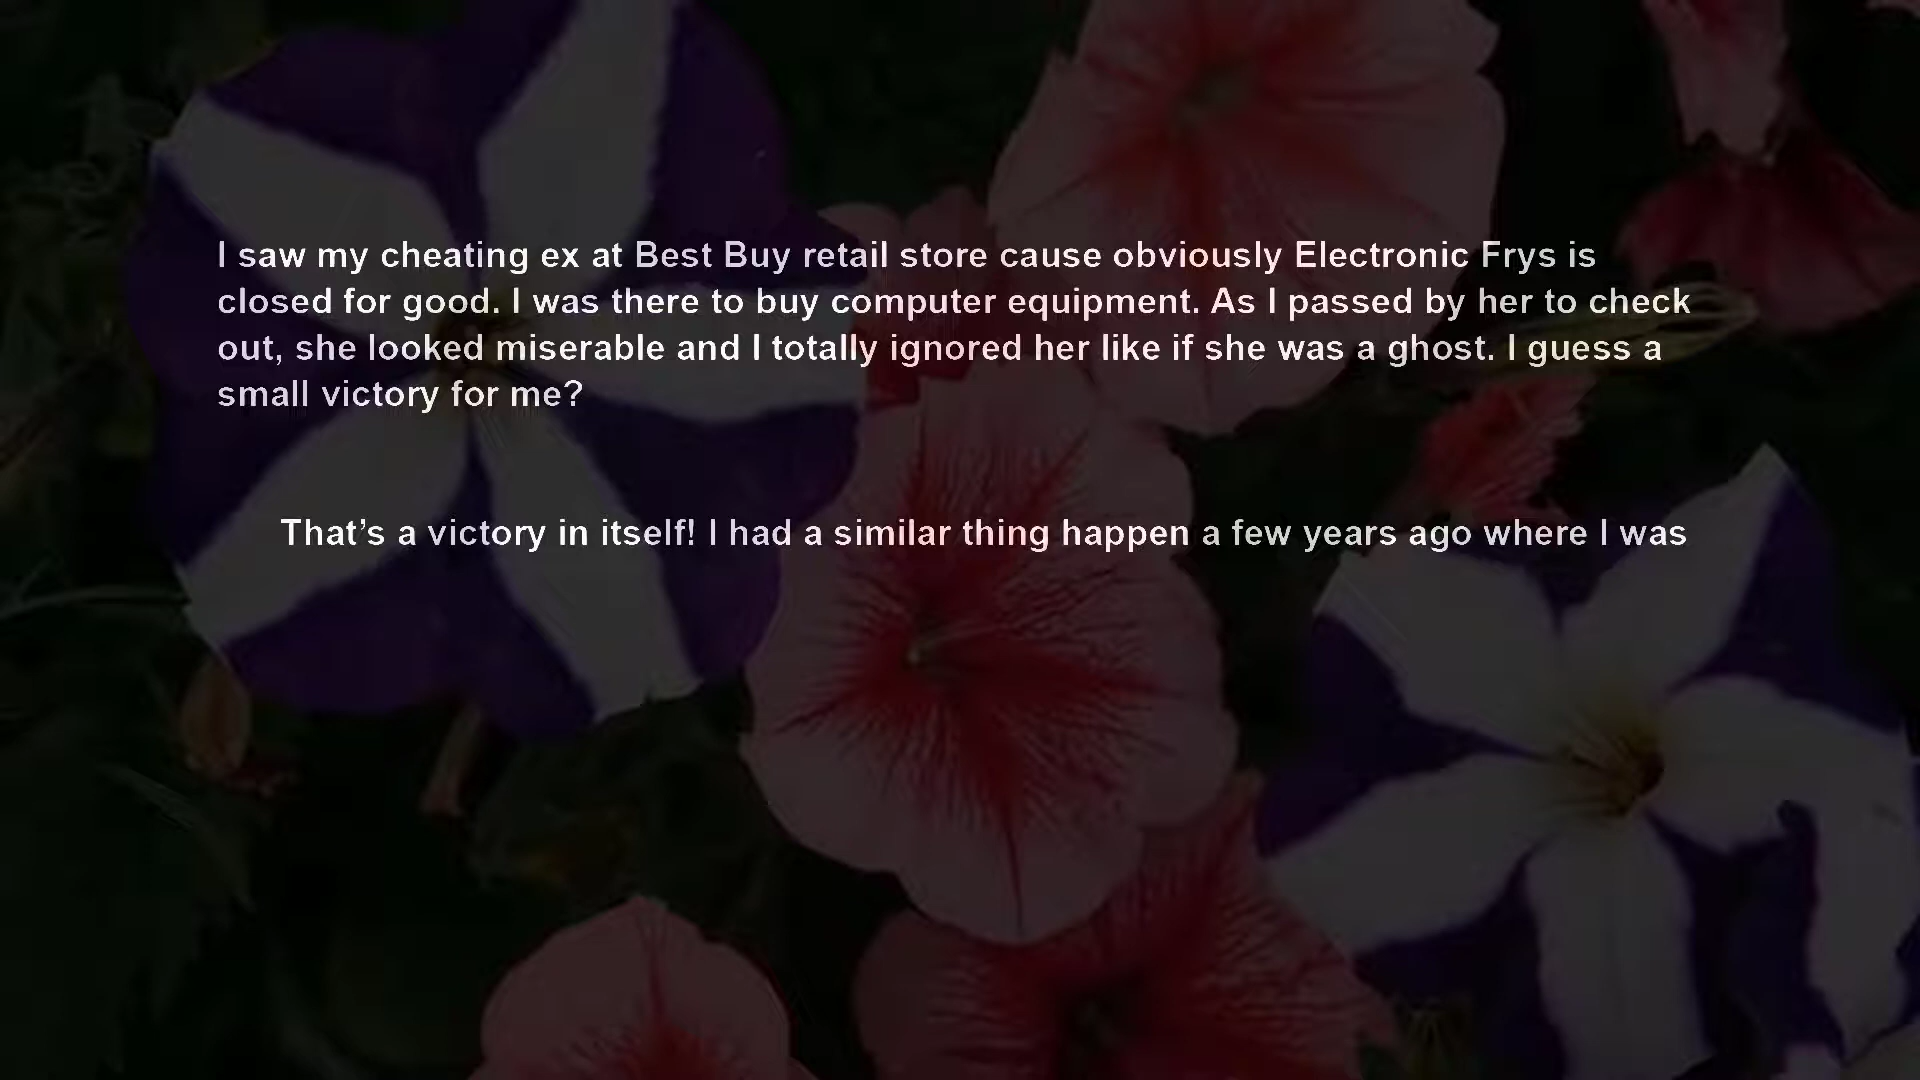 I saw my cheating ex at Best Buy retail store cause obviously Electronic Frys is
closed for good. I was there to buy computer equipment. As I passed by her to check
out, she looked miserable and I totally ignored her like if she was a ghost. I guess a
small victory for me?
That’s a victory in itself! I had a similar thing happen a few years ago where I was